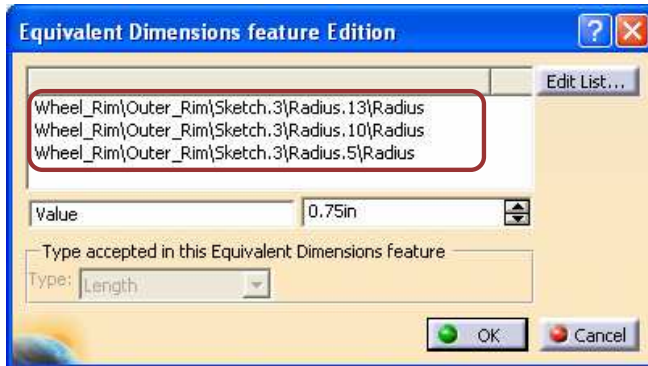 Equivalent Dimensions feature Edition
Edit List...
Wheel_Rim\Outer_Rim\Sketch.3\Radius.13\Radius
Wheel_Rim\Outer_Rim\Sketch.3\Radius.10\Radius
Wheel_Rim\Outer_Rim\Sketch.3\Radius.5\Radius
Value 0.75in
Type accepted in this Equivalent Dimensions feature
Type: Length
OK Cancel